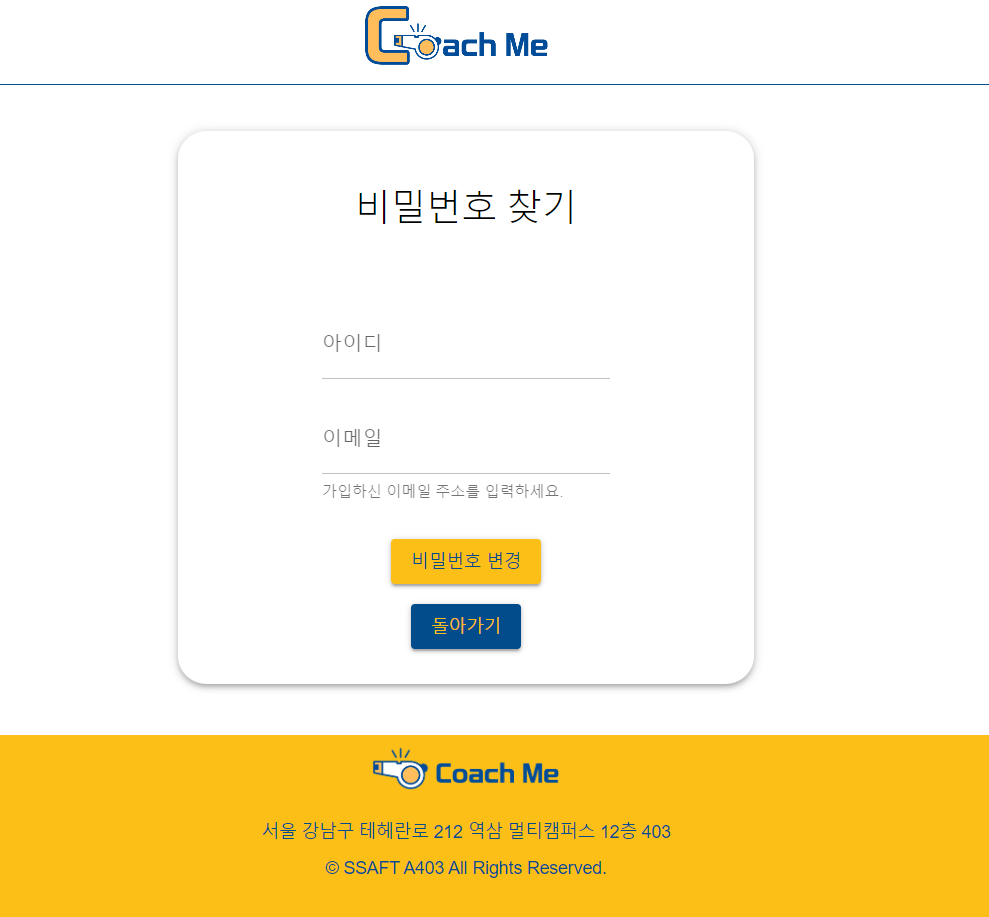 Coach Me
비밀번호 찾기
아이디
이메일
가입하신 이메일 주소를 입력하세요.
비밀번호 변경
돌아가기
Coach Me
서울 강남구 테헤란로 212 역삼 멀티캠퍼스 12층 403
© SSAFT A403 All Rights Reserved.